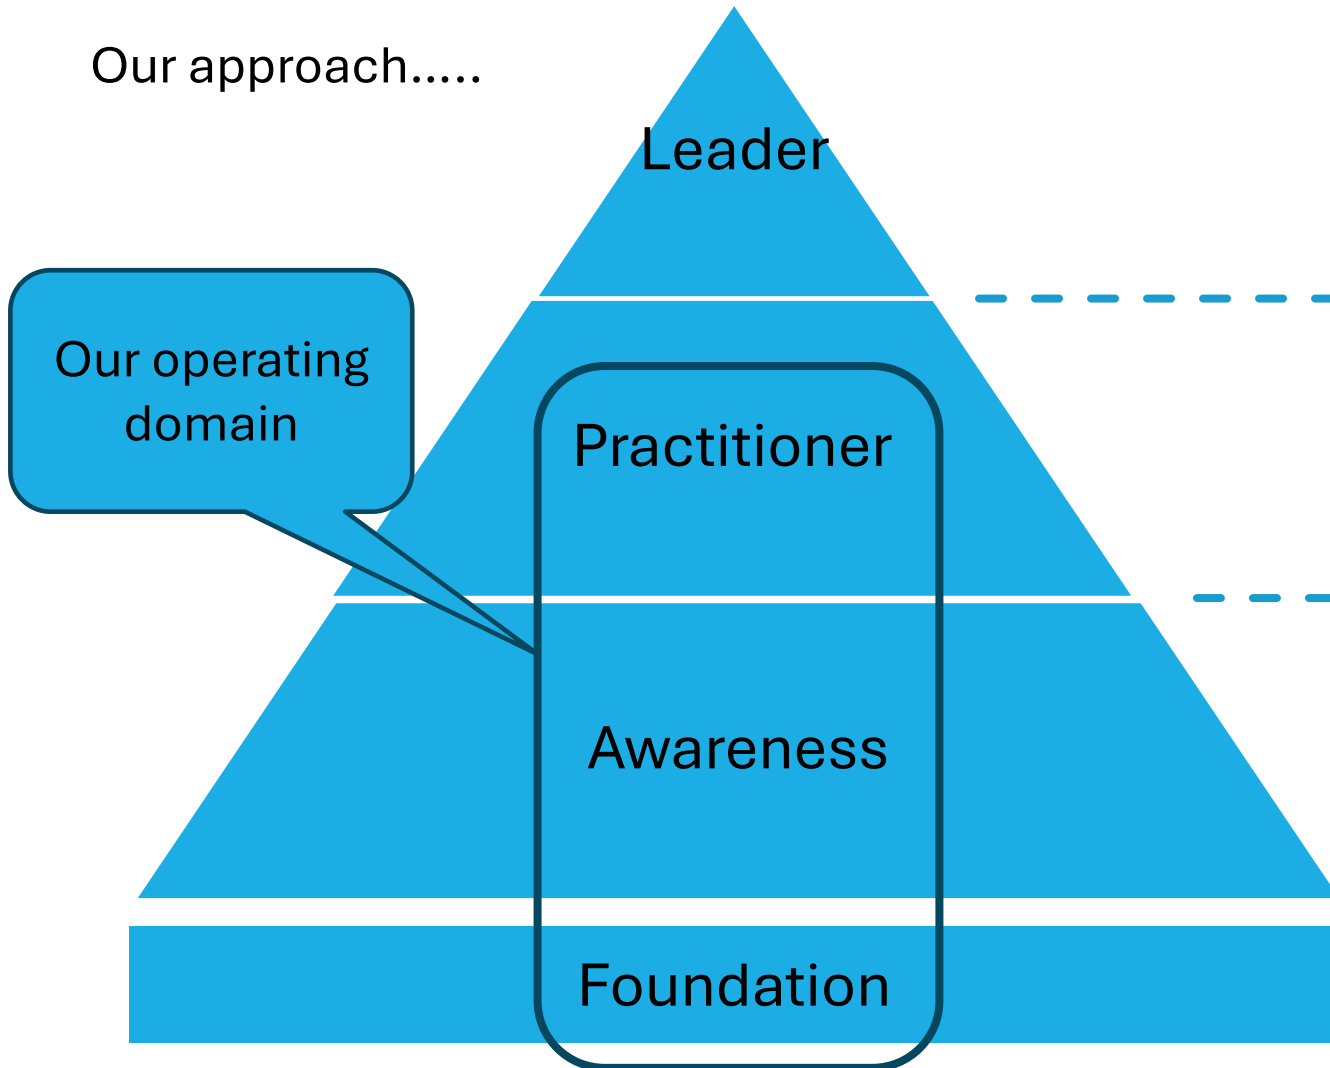 Our approach.....
Leader
Our operating
domain
Practitioner
Awareness
Foundation